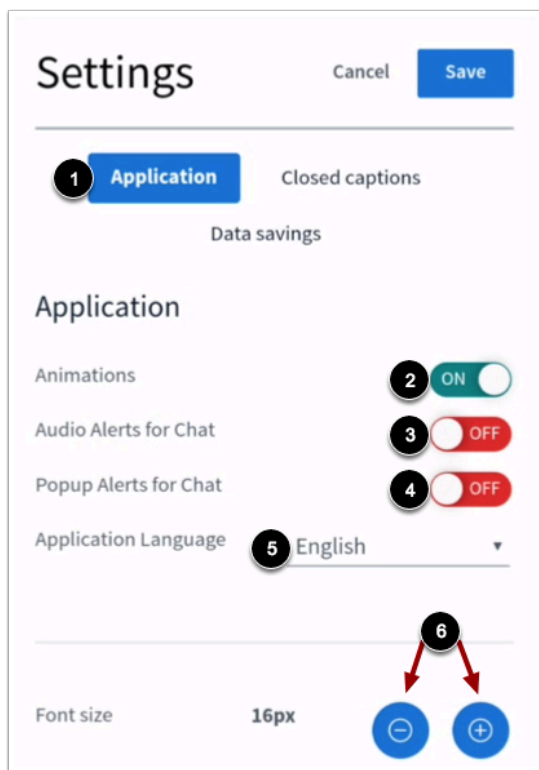 Settings Cancel Save
1 Application Closed captions
Data savings
Application
Animations 2 ON
Audio Alerts for Chat 3 OFF
Popup Alerts for Chat 4 OFF
Application Language 5 English
6
Font size 16px